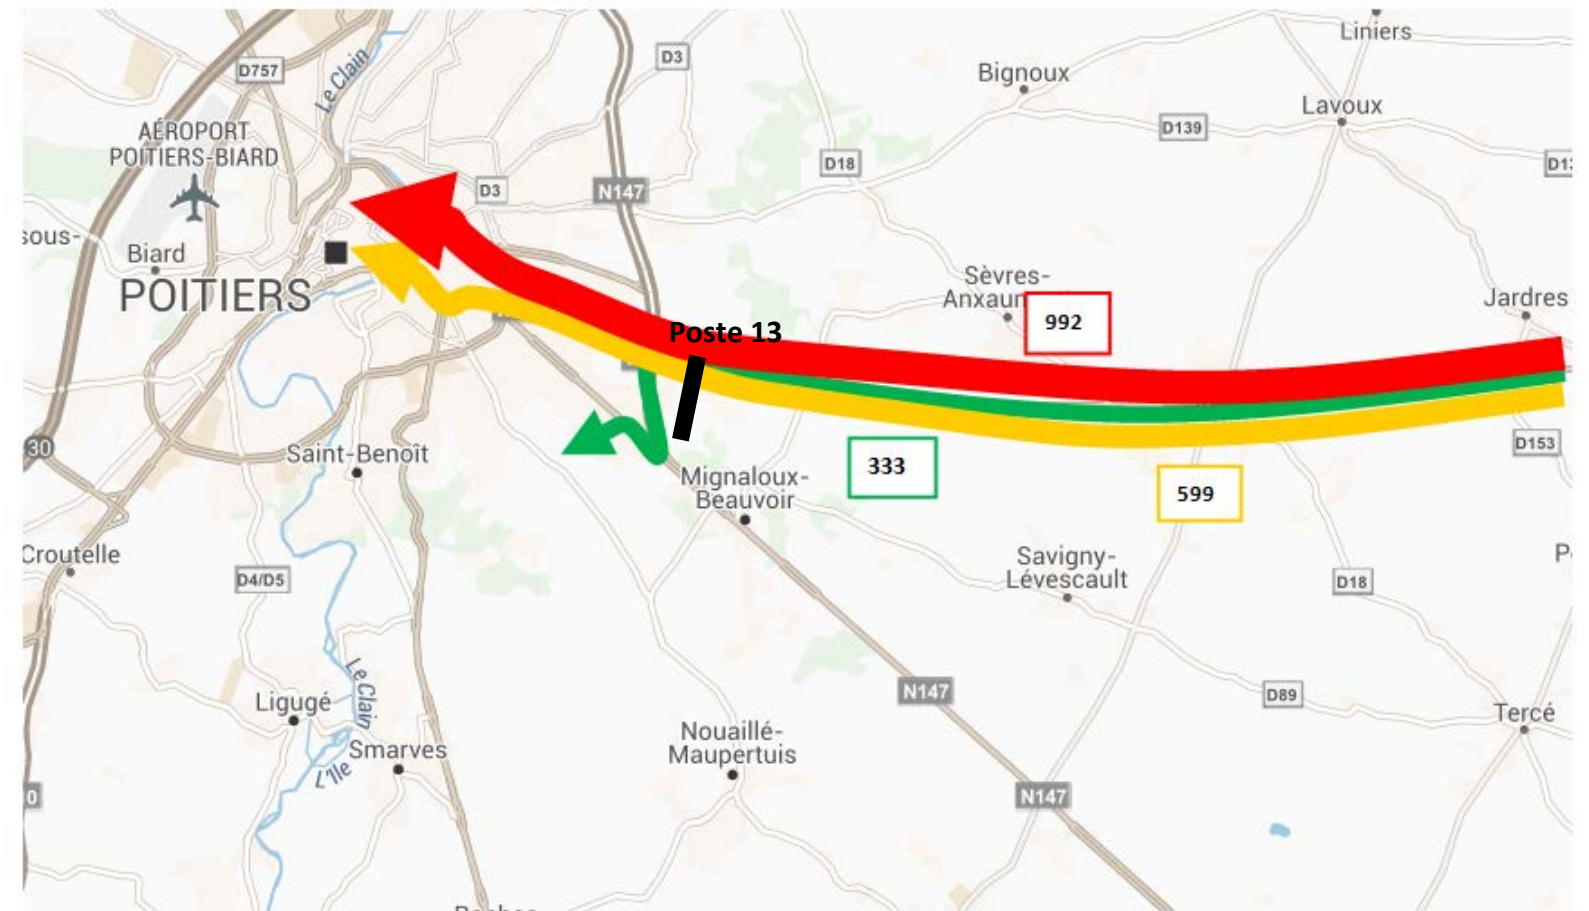 Liniers
D3
D757
Le Clain
Bignoux
Lavoux
AÉROPORT
POITIERS-BIARD
D139
D18
D3
N147
sous-
Biard
POITIERS
Sèvres-
992
Jardres
Poste 13
30
Saint-Benoît
D153
333
Mignaloux-
Beauvoir
599
Croutelle
D4/D5
Savigny-
Lévescault
D18
Le Clain
Ligugé
N147
D89
Tercé
Nouaillé-
Maupertuis
Smarves
L'Ile
N147